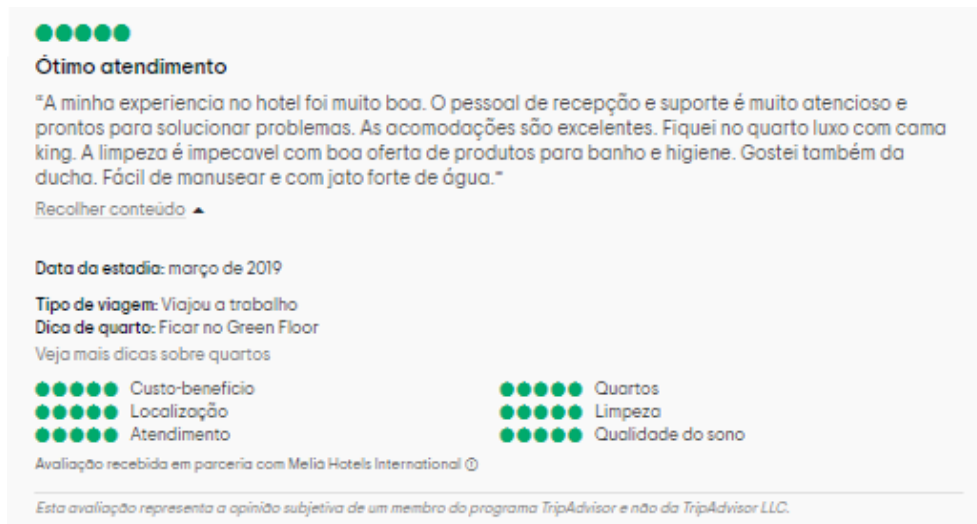 Ótimo atendimento
"A minha experiencia no hotel foi muito boa. O pessoal de recepção e suporte é muito atencioso e
prontos para solucionar problemas. As acomodações são excelentes. Fiquei no quarto luxo com cama
king. A limpeza é impecavel com boa oferta de produtos para banho e higiene. Gostei também da
ducha. Fácil de manusear e com jato forte de água."
Recolher conteúdo
Data da estadia: março de 2019
Tipo de viagem: Viajou a trabalho
Dica de quarto: Ficar no Green Floor
Veja mais dicas sobre quartos
Custo-benefício Quartos
Localização Limpeza
Atendimento Qualidade do sono
Avaliação recebida em parceria com Meliá Hotels International
Esta avaliação representa a opinião subjetiva de um membro do programa TripAdvisor e não da TripAdvisor LLC.